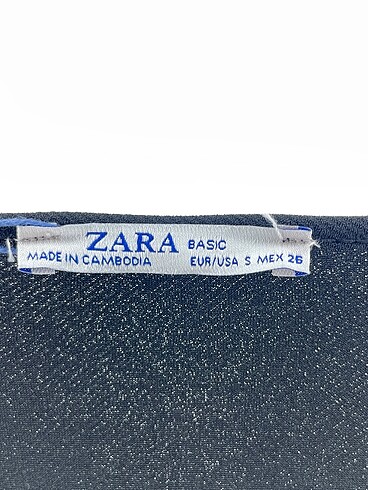 ZARA BASIC
MADE IN CAMBODIA EUR/USA S MEX 26